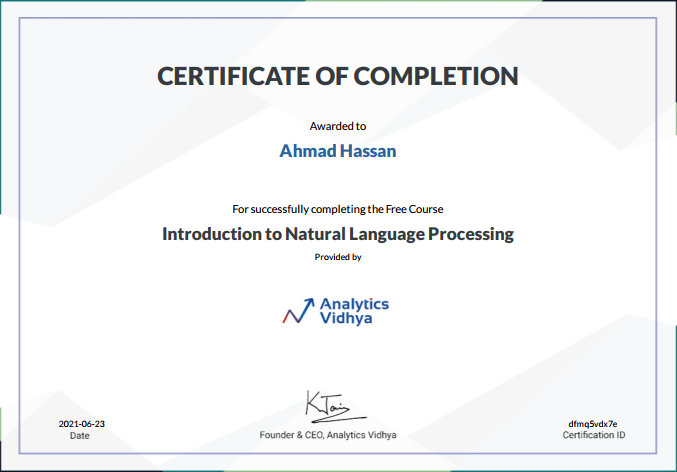 CERTIFICATE OF COMPLETION
Awarded to
Ahmad Hassan
For successfully completing the Free Course
Introduction to Natural Language Processing
Provided by
Analytics
Vidhya
2021-06-23
Date
Founder & CEO, Analytics Vidhya
dfmq5vdx7e
Certification ID